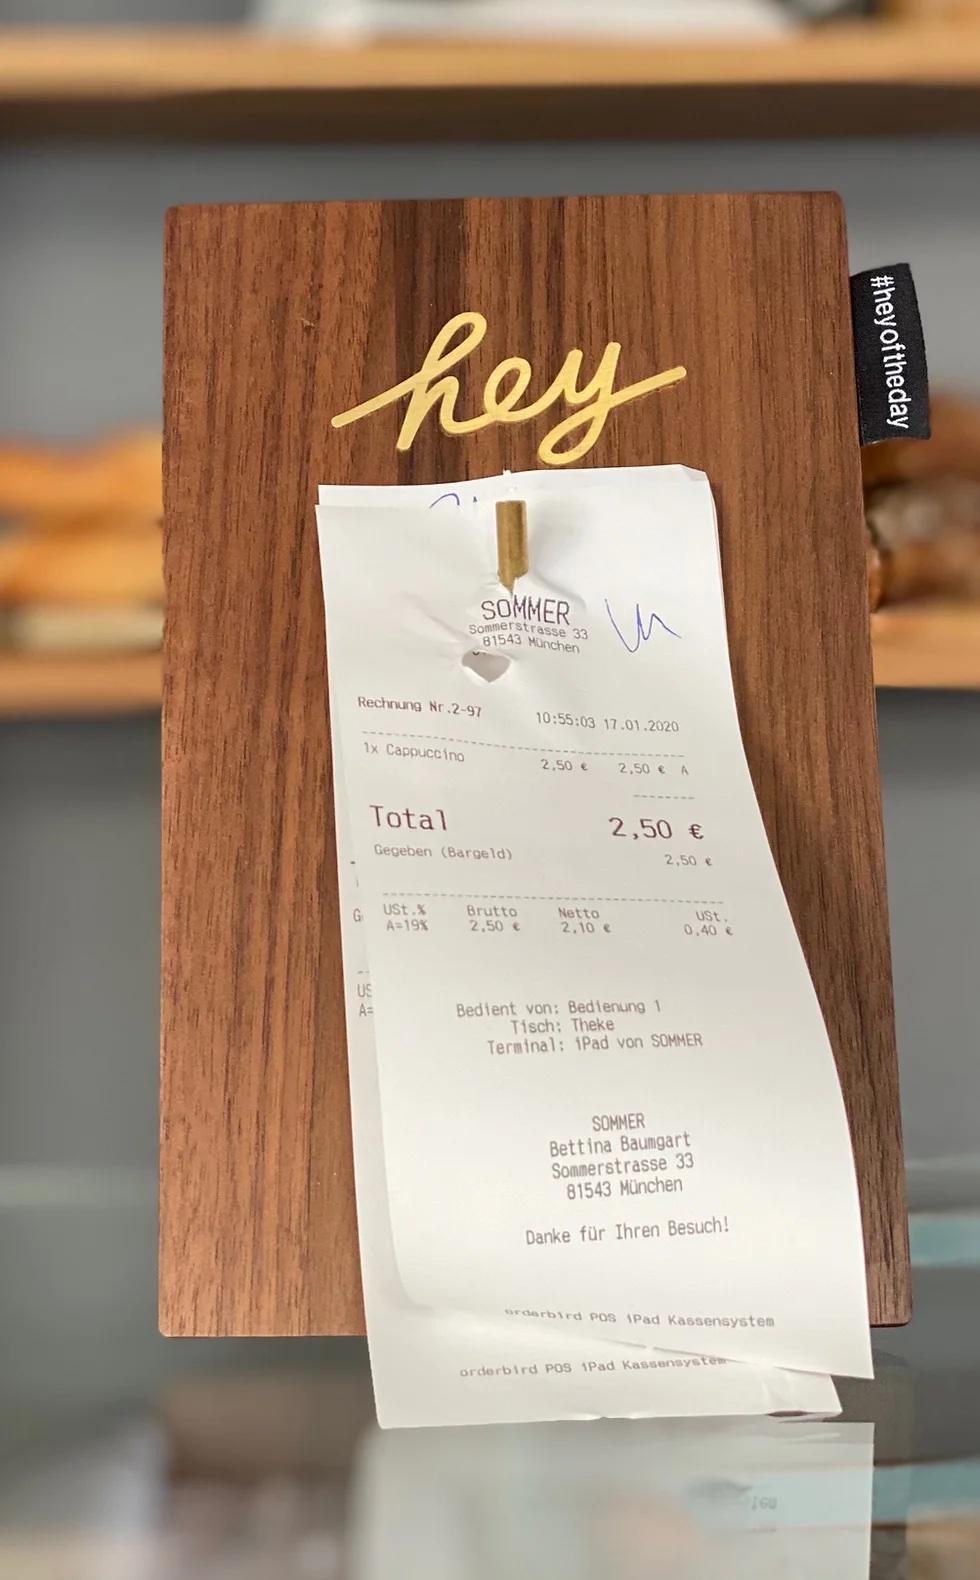 hey
#heyoftheday
SOMMER
Sommerstrasse 33
81543 München
Rechnung Nr.2-97 10:55:03 17.01.2020
1x Cappuccino 2,50 € 2,50 € A
Total 2,50 €
Gegeben (Bargeld) 2,50 €
USt.% Brutto Netto USt.
A=19% 2,50 € 2,10 € 0,40 €
Bedient von: Bedienung 1
Tisch: Theke
Terminal: iPad von SOMMER
SOMMER
Bettina Baumgart
Sommerstrasse 33
81543 München
Danke für Ihren Besuch!
orderbird POS iPad Kassensystem
orderbird POS iPad Kassensystem